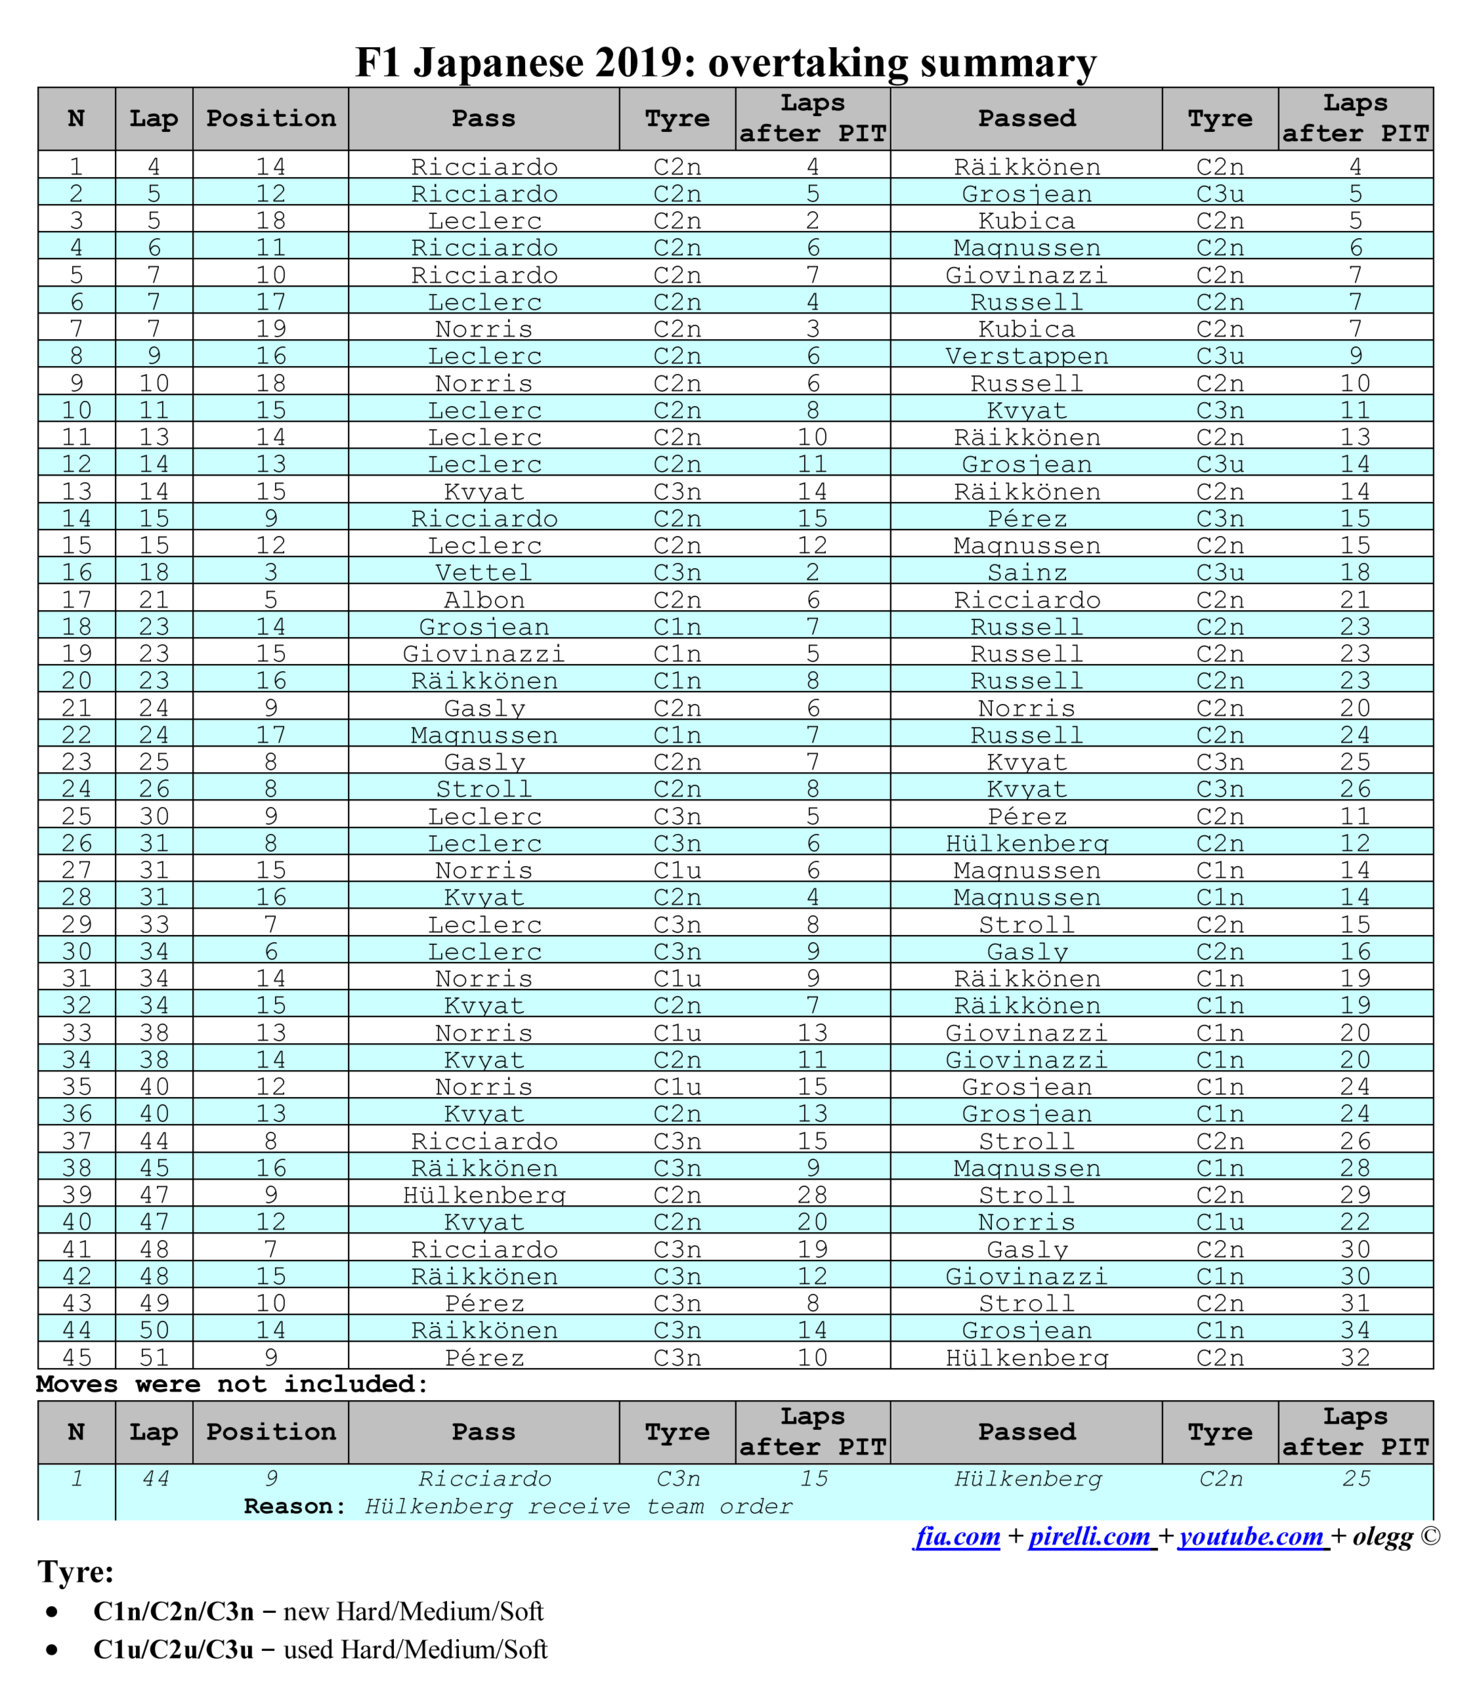 F1 Japanese 2019: overtaking summary
N Lap Position Pass Tyre Laps after PIT Passed Tyre Laps after PIT
1 4 14 Ricciardo C2n 4 Räikkönen C2n 4
2 5 12 Ricciardo C2n 5 Grosjean C3u 5
3 5 18 Leclerc C2n 2 Kubica C2n 5
4 6 11 Ricciardo C2n 6 Magnussen C2n 6
5 7 10 Ricciardo C2n 7 Giovinazzi C2n 7
6 7 17 Leclerc C2n 4 Russell C2n 7
7 7 19 Norris C2n 3 Kubica C2n 7
8 9 16 Leclerc C2n 6 Verstappen C3u 9
9 10 18 Norris C2n 6 Russell C2n 10
10 11 15 Leclerc C2n 8 Kvyat C3n 11
11 13 14 Leclerc C2n 10 Räikkönen C2n 13
12 14 13 Leclerc C2n 11 Grosjean C3u 14
13 14 15 Kvyat C3n 14 Räikkönen C2n 14
14 15 9 Ricciardo C2n 15 Pérez C3n 15
15 15 12 Leclerc C2n 12 Magnussen C2n 15
16 18 3 Vettel C3n 2 Sainz C3u 18
17 21 5 Albon C2n 6 Ricciardo C2n 21
18 23 14 Grosjean C1n 7 Russell C2n 23
19 23 15 Giovinazzi C1n 5 Russell C2n 23
20 23 16 Räikkönen C1n 8 Russell C2n 23
21 24 9 Gasly C2n 6 Norris C2n 20
22 24 17 Magnussen C1n 7 Russell C2n 24
23 25 8 Gasly C2n 7 Kvyat C3n 25
24 26 8 Stroll C2n 8 Kvyat C3n 26
25 30 9 Leclerc C3n 5 Pérez C2n 11
26 31 8 Leclerc C3n 6 Hülkenberg C2n 12
27 31 15 Norris C1u 6 Magnussen C1n 14
28 31 16 Kvyat C2n 4 Magnussen C1n 14
29 33 7 Leclerc C3n 8 Stroll C2n 15
30 34 6 Leclerc C3n 9 Gasly C2n 16
31 34 14 Norris C1u 9 Räikkönen C1n 19
32 34 15 Kvyat C2n 7 Räikkönen C1n 19
33 38 13 Norris C1u 13 Giovinazzi C1n 20
34 38 14 Kvyat C2n 11 Giovinazzi C1n 20
35 40 12 Norris C1u 15 Grosjean C1n 24
36 40 13 Kvyat C2n 13 Grosjean C1n 24
37 44 8 Ricciardo C3n 15 Stroll C2n 26
38 45 16 Räikkönen C3n 9 Magnussen C1n 28
39 47 9 Hülkenberg C2n 28 Stroll C2n 29
40 47 12 Kvyat C2n 20 Norris C1u 22
41 48 7 Ricciardo C3n 19 Gasly C2n 30
42 48 15 Räikkönen C3n 12 Giovinazzi C1n 30
43 49 10 Pérez C3n 8 Stroll C2n 31
44 50 14 Räikkönen C3n 14 Grosjean C1n 34
45 51 9 Pérez C3n 10 Hülkenberg C2n 32
Moves were not included:
N Lap Position Pass Tyre Laps after PIT Passed Tyre Laps after PIT
1 44 9 Ricciardo C3n 15 Hülkenberg C2n 25
Reason: Hülkenberg receive team order
fia.com + pirelli.com + youtube.com + olegg ©
Tyre:
• C1n/C2n/C3n – new Hard/Medium/Soft
• C1u/C2u/C3u – used Hard/Medium/Soft